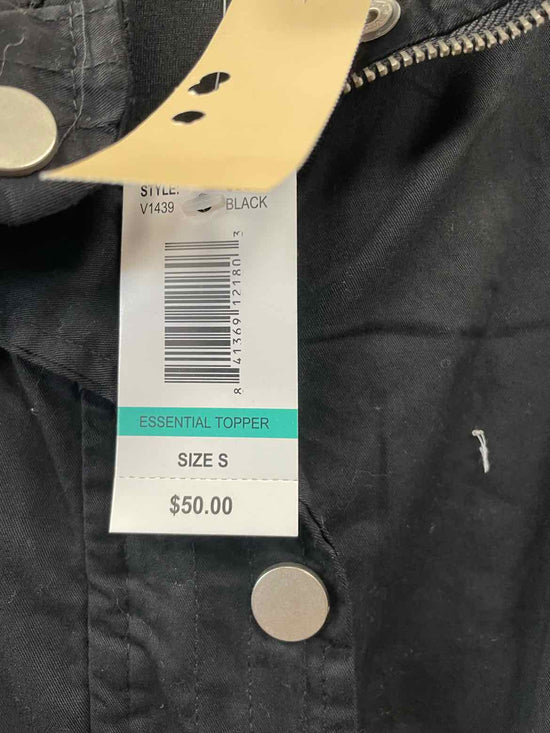 STYLE:
V1439 BLACK
8 41369 12180 3
ESSENTIAL TOPPER
SIZE S
$50.00